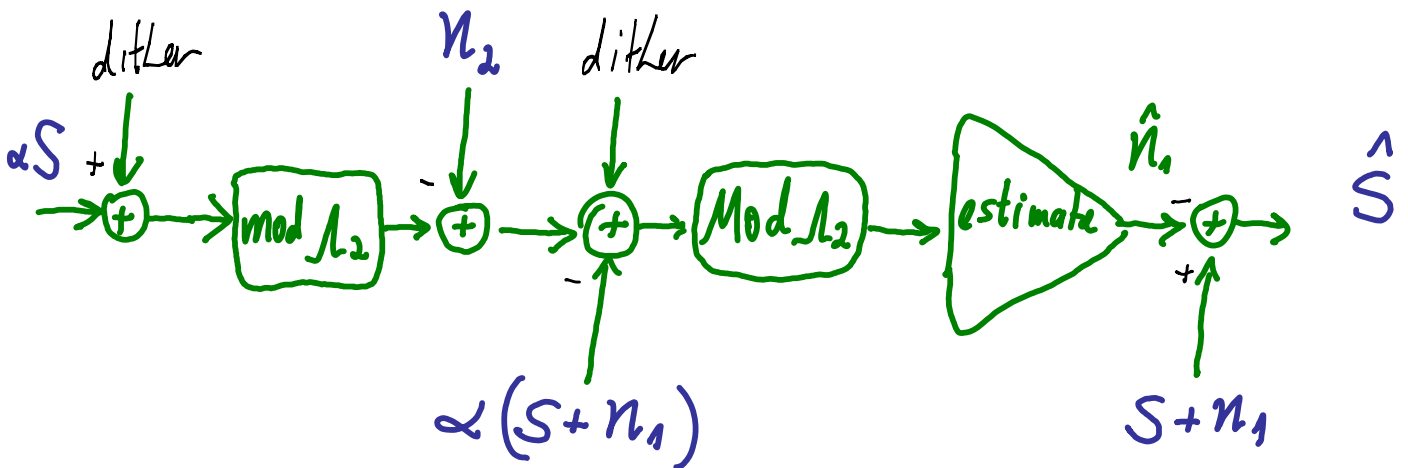 dither
n₂
dither
αS
+
+
mod Λ₂
-
+
+
-
Mod Λ₂
estimate
n̂₁
-
+
+
Ŝ
α(S+n₁)
S+n₁